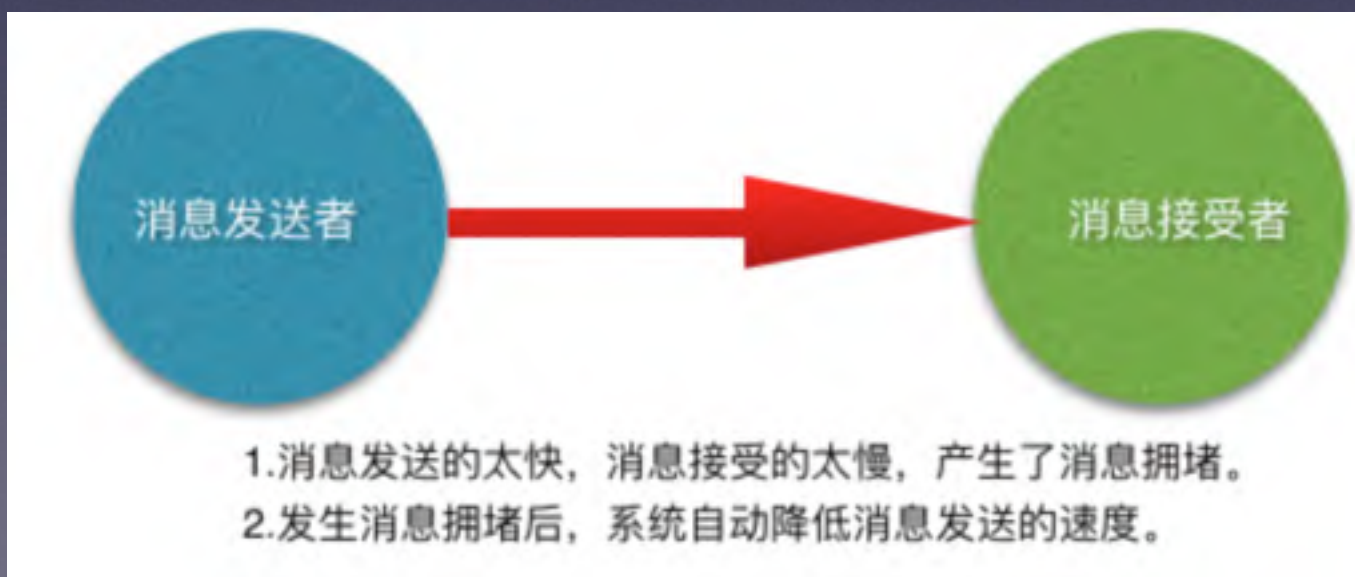 消息发送者
消息接受者
1.消息发送的太快，消息接受的太慢，产生了消息拥堵。
2.发生消息拥堵后，系统自动降低消息发送的速度。